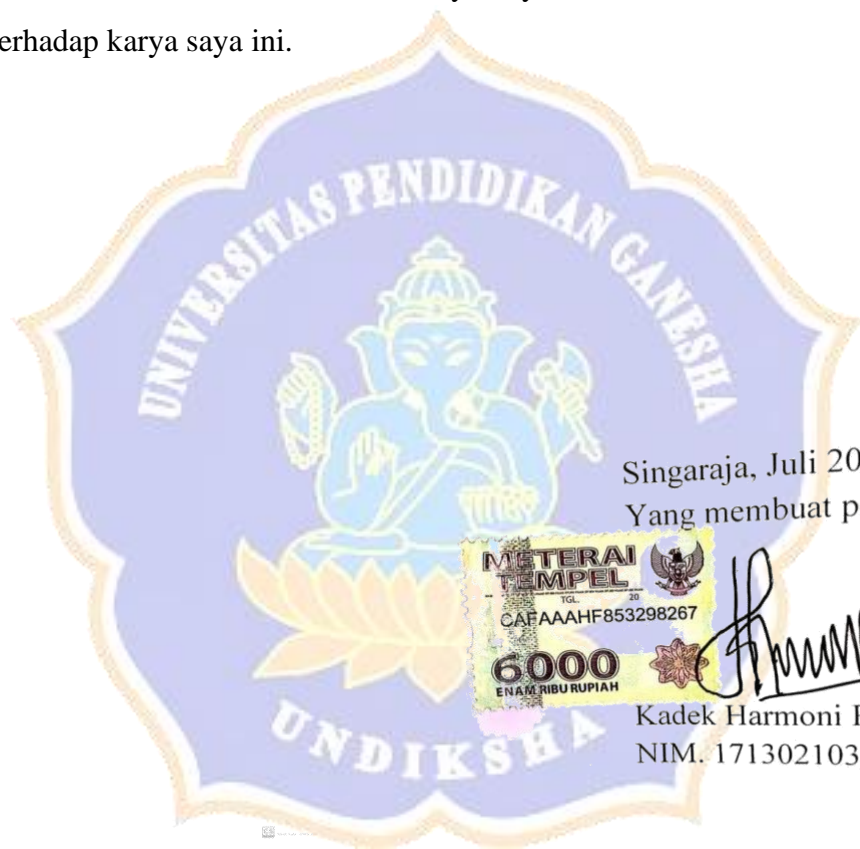 erhadap karya saya ini.
UNIVERSITAS PENDIDIKAN GANESHA
Singaraja, Juli 20
Yang membuat p
METERAI
TEMPEL
TGL. 20
CAFAAAHF853298267
6000
ENAM RIBU RUPIAH
Kadek Harmoni
NIM. 171302103
UNDIKSHA